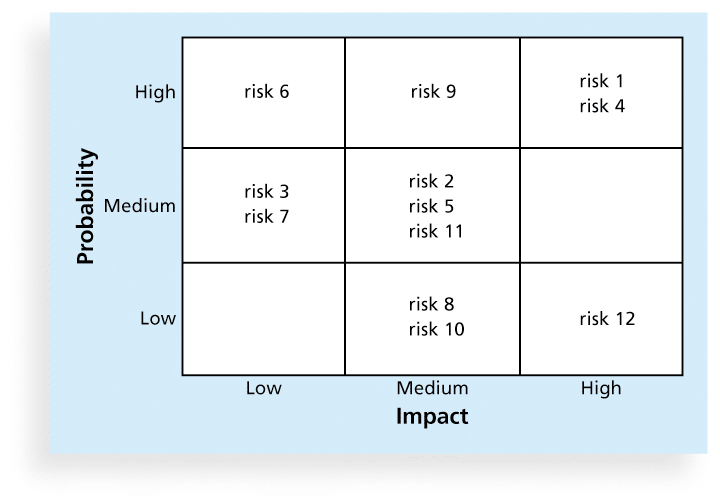 Probability
High
risk 6
risk 9
risk 1
risk 4
Medium
risk 3
risk 7
risk 2
risk 5
risk 11
Low
risk 8
risk 10
risk 12
Low
Medium
High
Impact